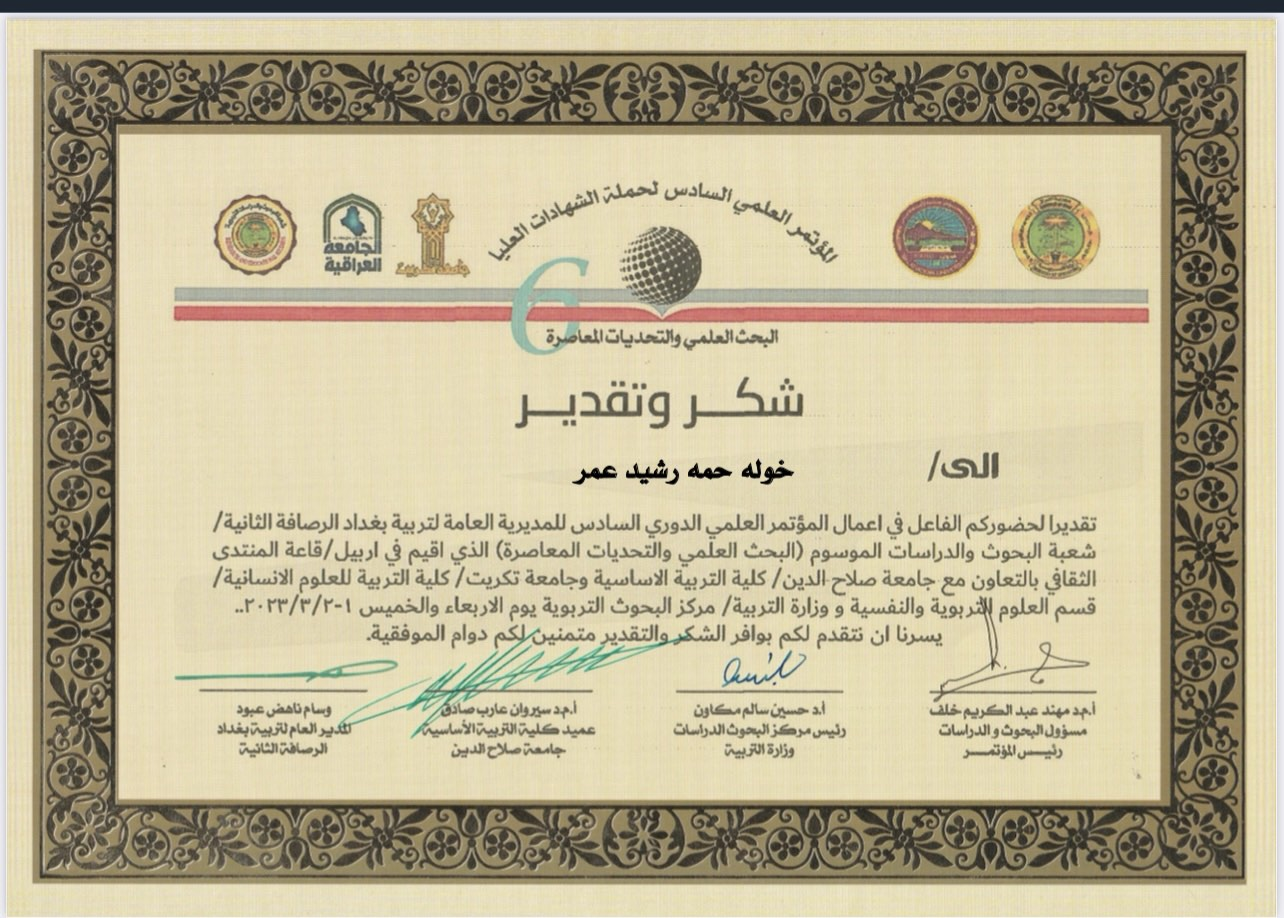 المؤتمر العلمي السادس لحملة الشهادات العليا
الجامعة
العراقية
جامعة تكريت
6
البحث العلمي والتحديات المعاصرة
شكر وتقدير
الى/
خوله حمه رشيد عمر
تقديرا لحضوركم الفاعل في اعمال المؤتمر العلمي الدوري السادس للمديرية العامة لتربية بغداد الرصافة الثانية/
شعبة البحوث والدراسات الموسوم (البحث العلمي والتحديات المعاصرة) الذي اقيم في اربيل/قاعة المنتدى
الثقافي بالتعاون مع جامعة صلاح الدين/ كلية التربية الاساسية وجامعة تكريت/ كلية التربية للعلوم الانسانية/
قسم العلوم التربوية والنفسية و وزارة التربية/ مركز البحوث التربوية يوم الاربعاء والخميس ١-٢٠٢٣/٣/٢..
يسرنا ان نتقدم لكم بوافر الشكر والتقدير متمنين لكم دوام الموفقية.
أ.م.د مهند عبد الكريم خلف
مسؤول البحوث و الدراسات
رئيس المؤتمر
أ.د حسين سالم مكاون
رئيس مركز البحوث الدراسات
وزارة التربية
أ.م.د سيروان عارب صادق
عميد كلية التربية الأساسية
جامعة صلاح الدين
وسام ناهض عبود
المدير العام لتربية بغداد
الرصافة الثانية